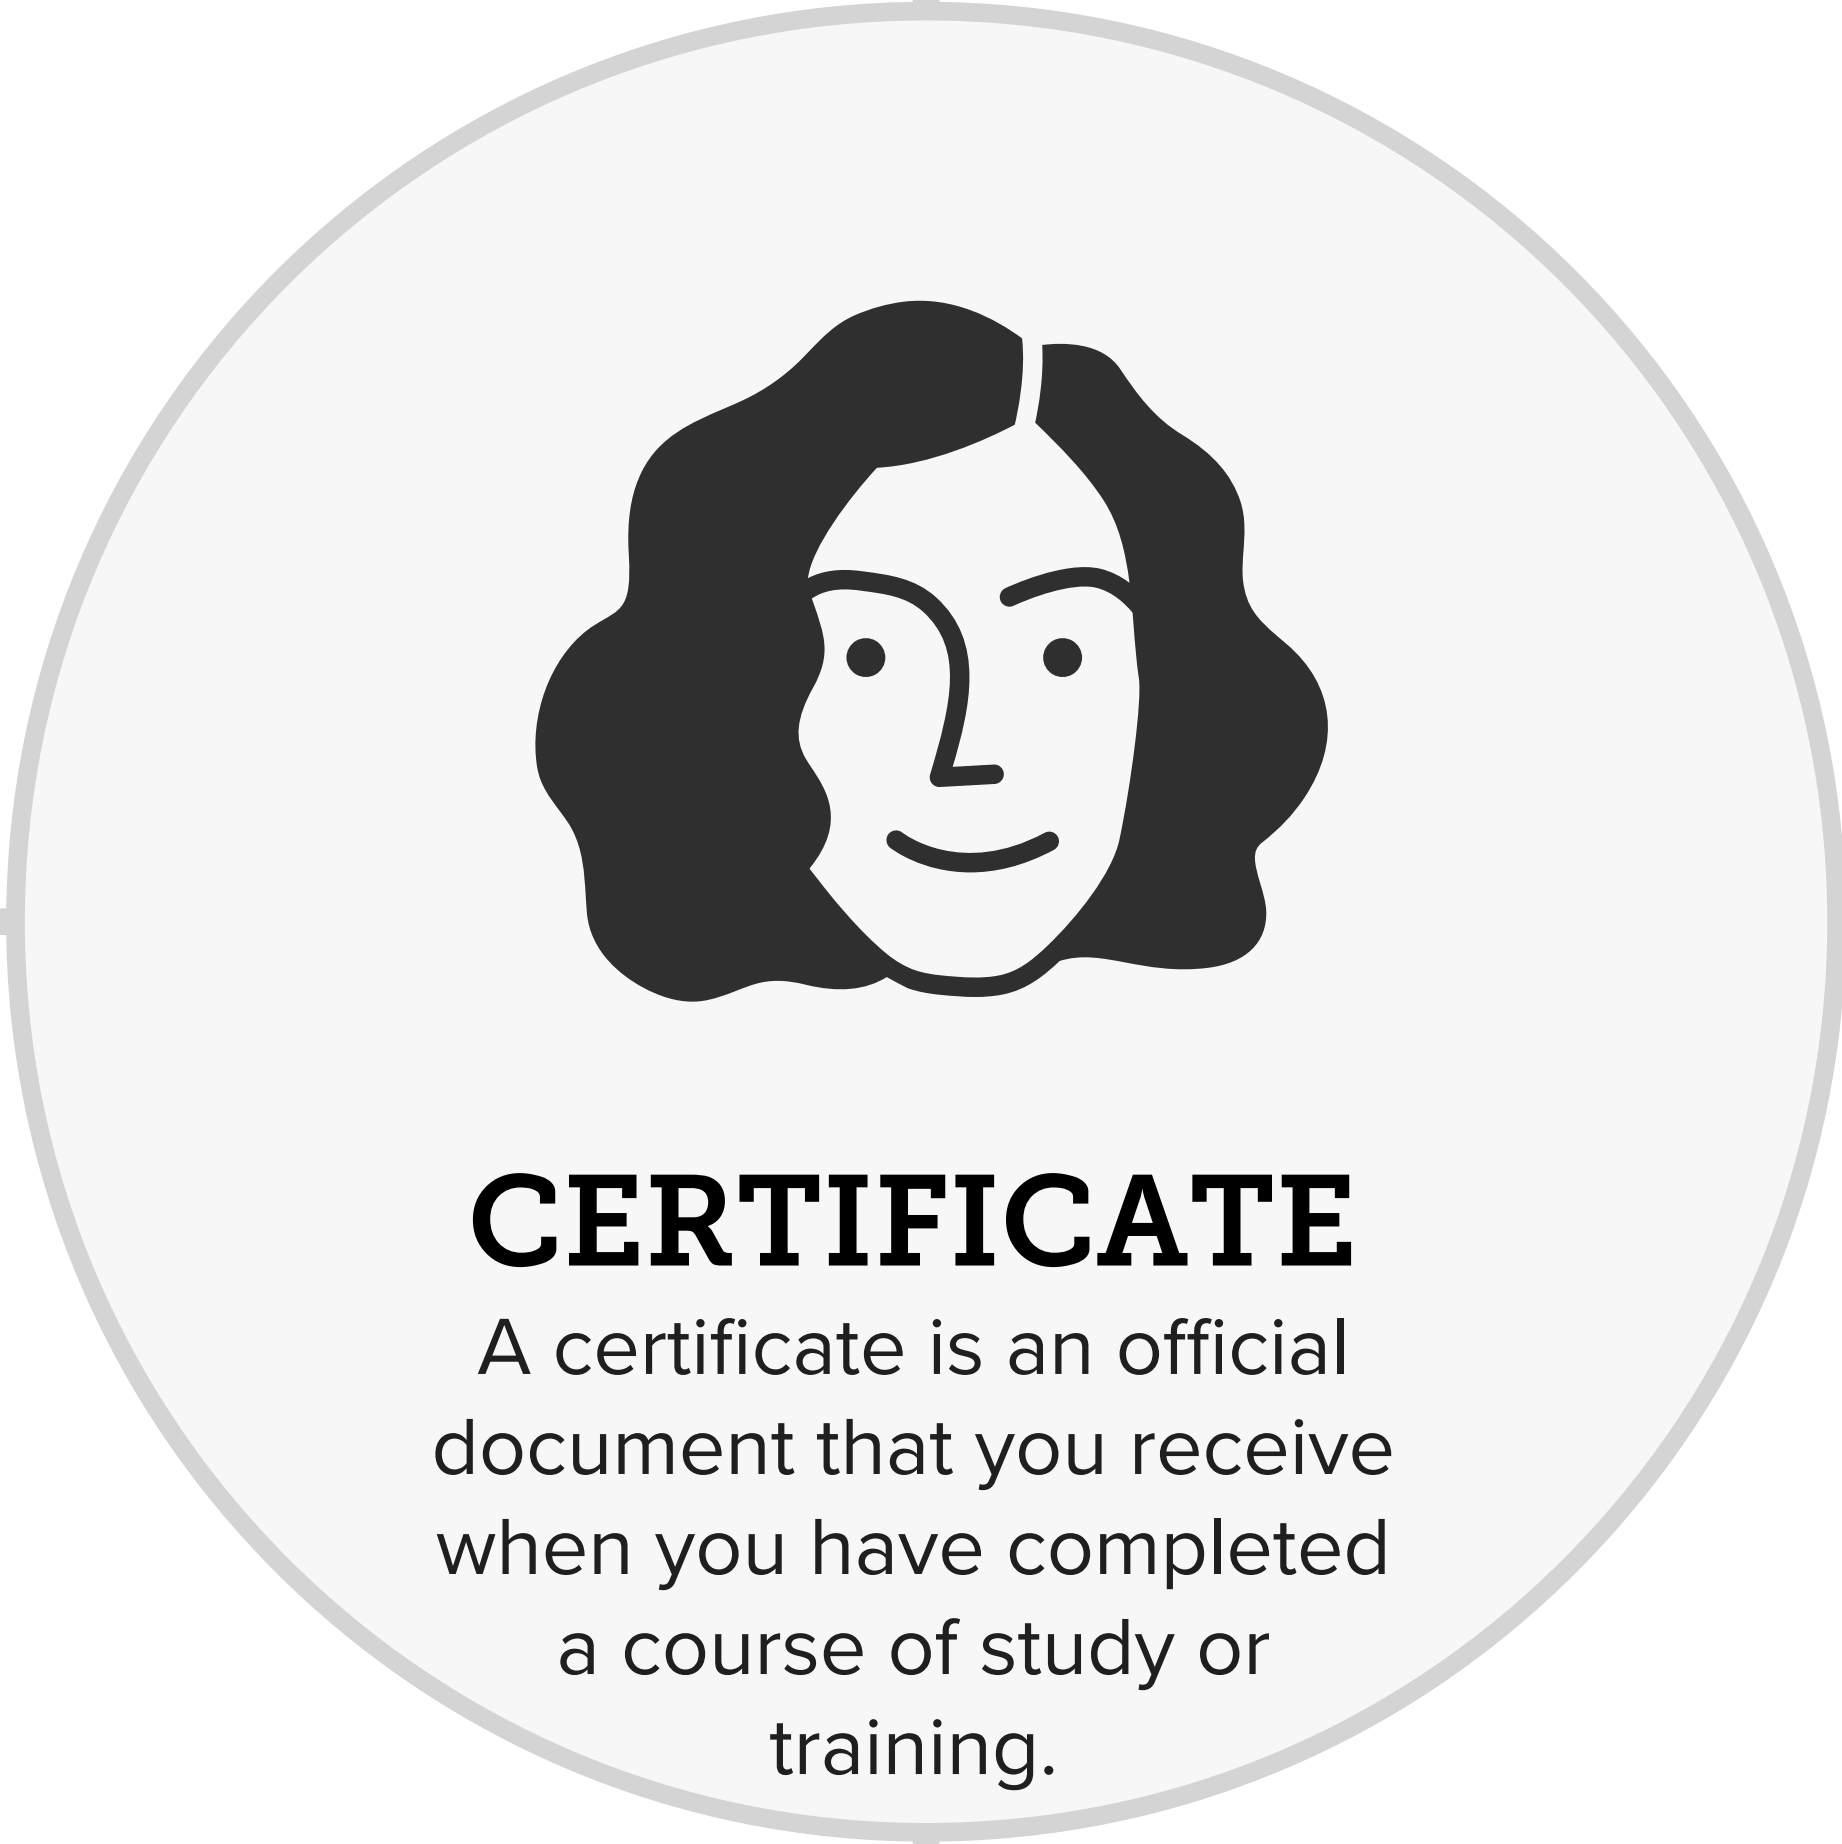 CERTIFICATE
A certificate is an official
document that you receive
when you have completed
a course of study or
training.